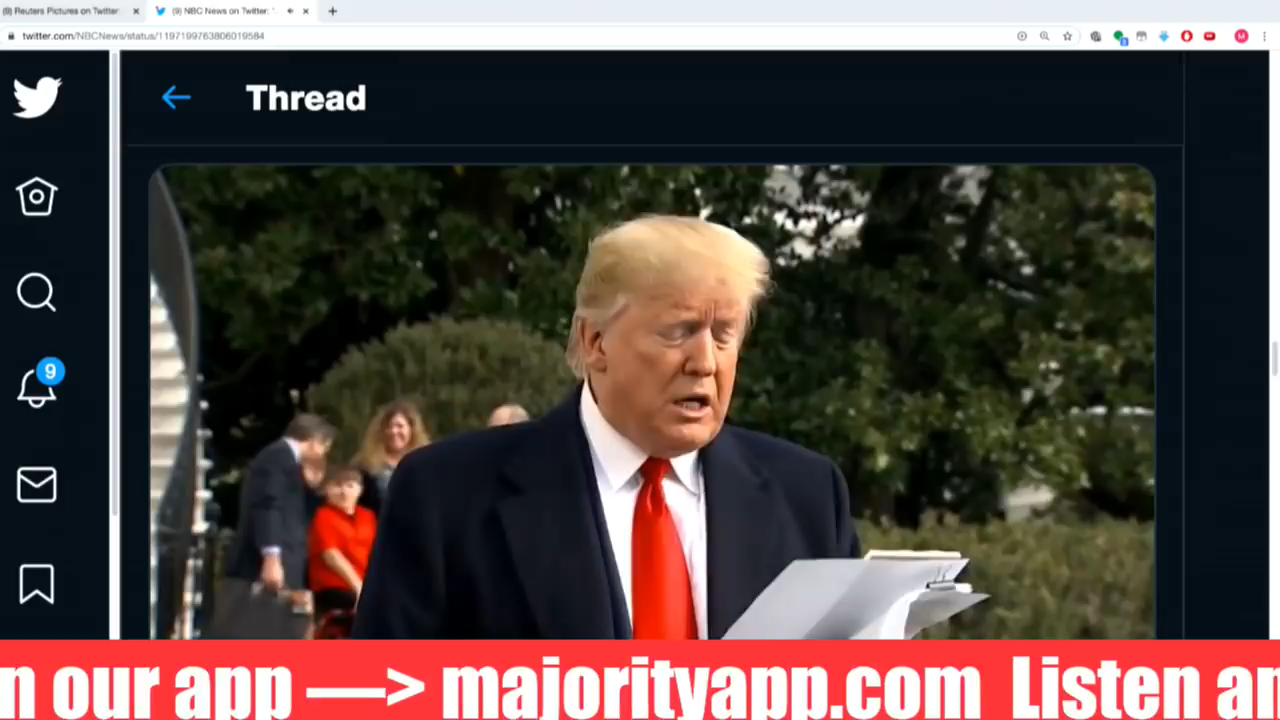 (9) Reuters Pictures on Twitter
(9) NBC News on Twitter: '.
twitter.com/NBCNews/status/1197199763806019584
M
Thread
9
n our app —> majorityapp.com Listen an